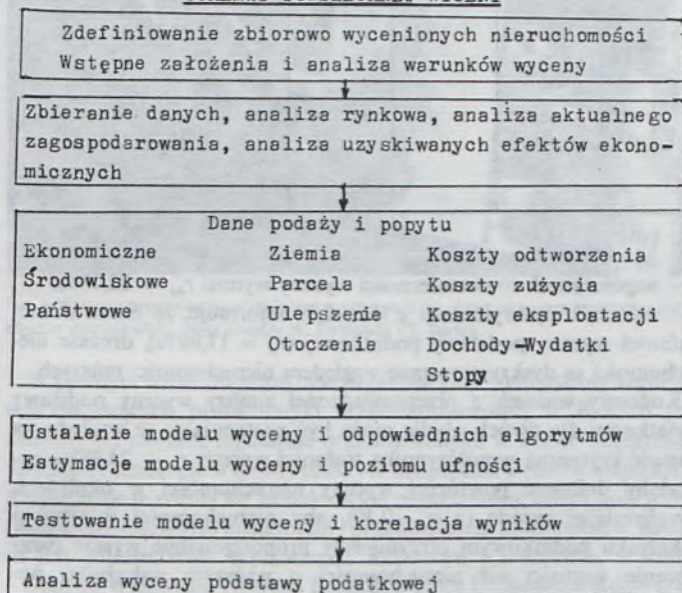 Zdefiniowanie zbiorowo wycenionych nieruchomości
Wstępne założenia i analiza warunków wyceny
Zbieranie danych, analiza rynkowa, analiza aktualnego
zagospodarowania, analiza uzyskiwanych efektów ekono-
micznych
Dane podaży i popytu
Ekonomiczne Ziemia Koszty odtworzenia
Środowiskowe Parcela Koszty zużycia
Państwowe Ulepszenie Koszty eksploatacji
Otoczenie Dochody-Wydatki
Stopy
Ustalenie modelu wyceny i odpowiednich algorytmów
Estymacje modelu wyceny i poziomu ufności
Testowanie modelu wyceny i korelacja wyników
Analiza wyceny podstawy podatkowej